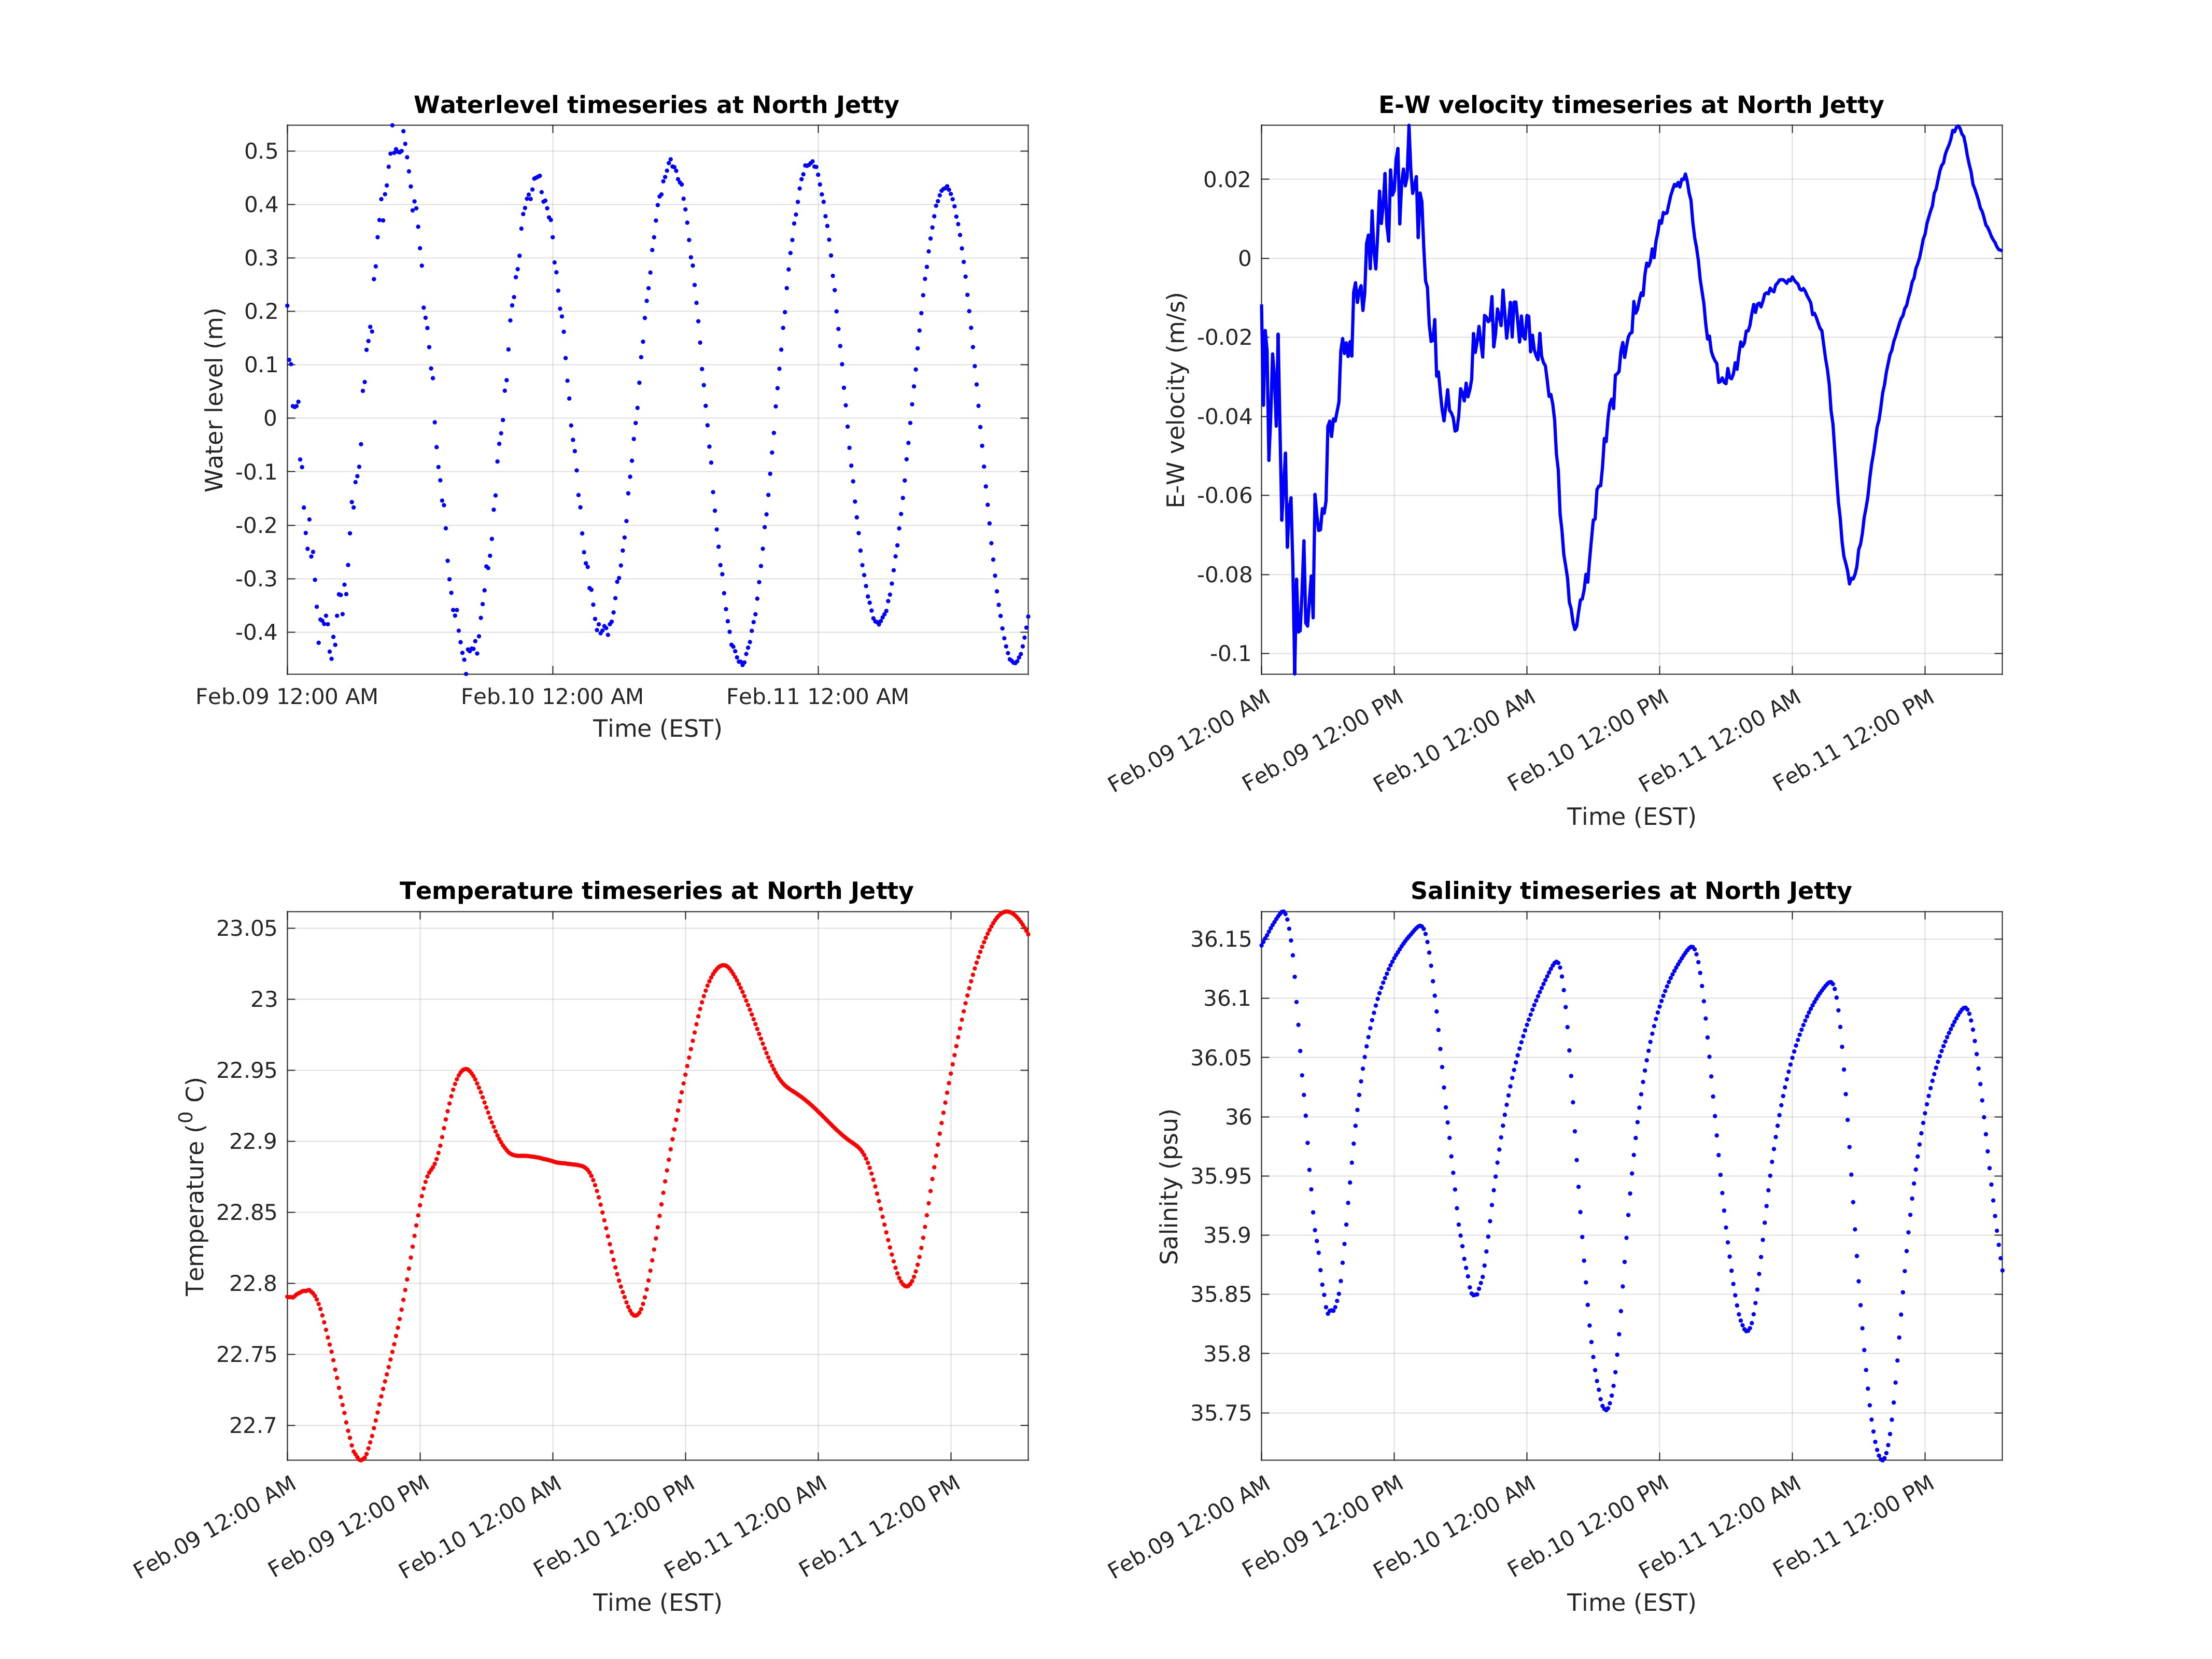 Waterlevel timeseries at North Jetty
0.5
0.4
0.3
0.2
0.1
0
-0.1
-0.2
-0.3
-0.4
Water level (m)
Feb.09 12:00 AM
Feb.10 12:00 AM
Feb.11 12:00 AM
Time (EST)
E-W velocity timeseries at North Jetty
0.02
0
-0.02
-0.04
-0.06
-0.08
-0.1
E-W velocity (m/s)
Feb.09 12:00 AM
Feb.09 12:00 PM
Feb.10 12:00 AM
Feb.10 12:00 PM
Feb.11 12:00 AM
Feb.11 12:00 PM
Time (EST)
Temperature timeseries at North Jetty
23.05
23
22.95
22.9
22.85
22.8
22.75
22.7
Temperature (⁰ C)
Feb.09 12:00 AM
Feb.09 12:00 PM
Feb.10 12:00 AM
Feb.10 12:00 PM
Feb.11 12:00 AM
Feb.11 12:00 PM
Time (EST)
Salinity timeseries at North Jetty
36.15
36.1
36.05
36
35.95
35.9
35.85
35.8
35.75
Salinity (psu)
Feb.09 12:00 AM
Feb.09 12:00 PM
Feb.10 12:00 AM
Feb.10 12:00 PM
Feb.11 12:00 AM
Feb.11 12:00 PM
Time (EST)